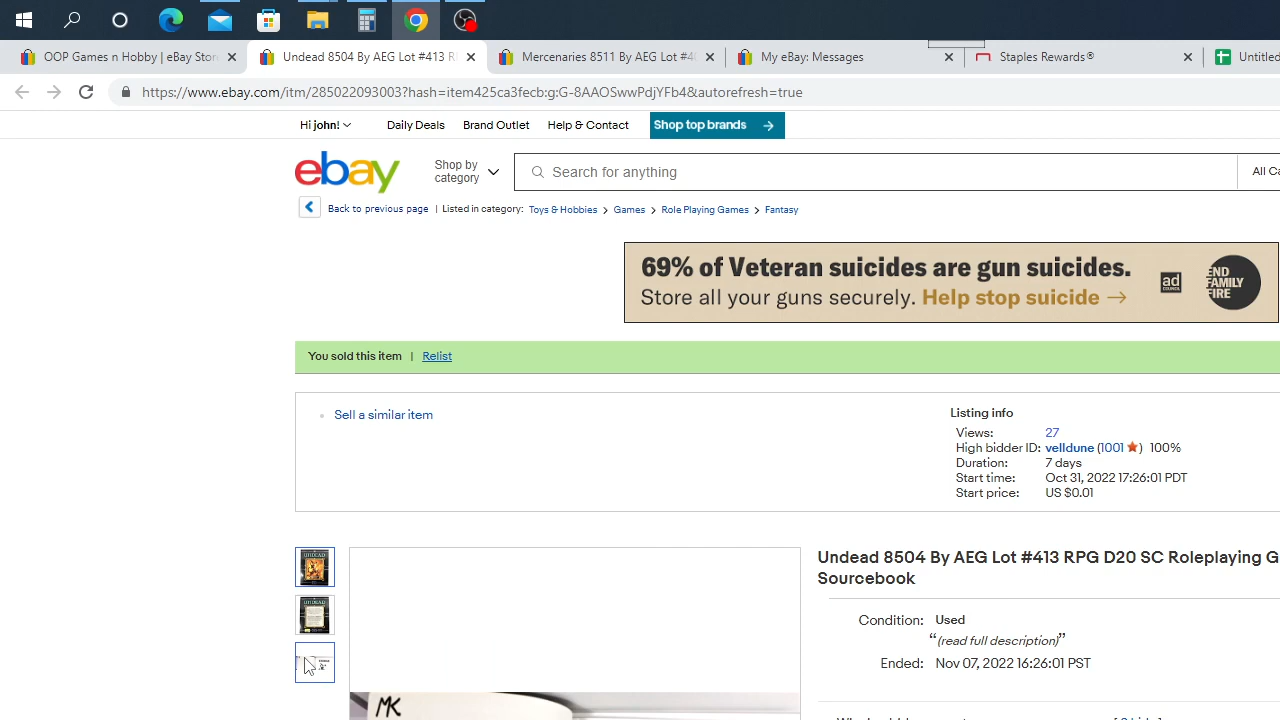 OOP Games n Hobby | eBay Stor
Undead 8504 By AEG Lot #413 R
Mercenaries 8511 By AEG Lot #4
My eBay: Messages
Staples Rewards®
Untitled
https://www.ebay.com/itm/285022093003?hash=item425ca3fecb:g:G-8AAOSwwPdjYFb4&autorefresh=true
Hi john!
Daily Deals
Brand Outlet
Help & Contact
Shop top brands
ebay
Shop by
category
Search for anything
All Ca
Back to previous page | Listed in category: Toys & Hobbies > Games > Role Playing Games > Fantasy
69% of Veteran suicides are gun suicides.
Store all your guns securely. Help stop suicide →
ad
COUNCIL
END
FAMILY
FIRE
You sold this item | Relist
Sell a similar item
Listing info
Views: 27
High bidder ID: velldune (1001 ) 100%
Duration: 7 days
Start time: Oct 31, 2022 17:26:01 PDT
Start price: US $0.01
UNDEAD
UNDEAD
Undead 8504 By AEG Lot #413 RPG D20 SC Roleplaying G
Sourcebook
Condition: Used
“(read full description)”
Ended: Nov 07, 2022 16:26:01 PST
MK